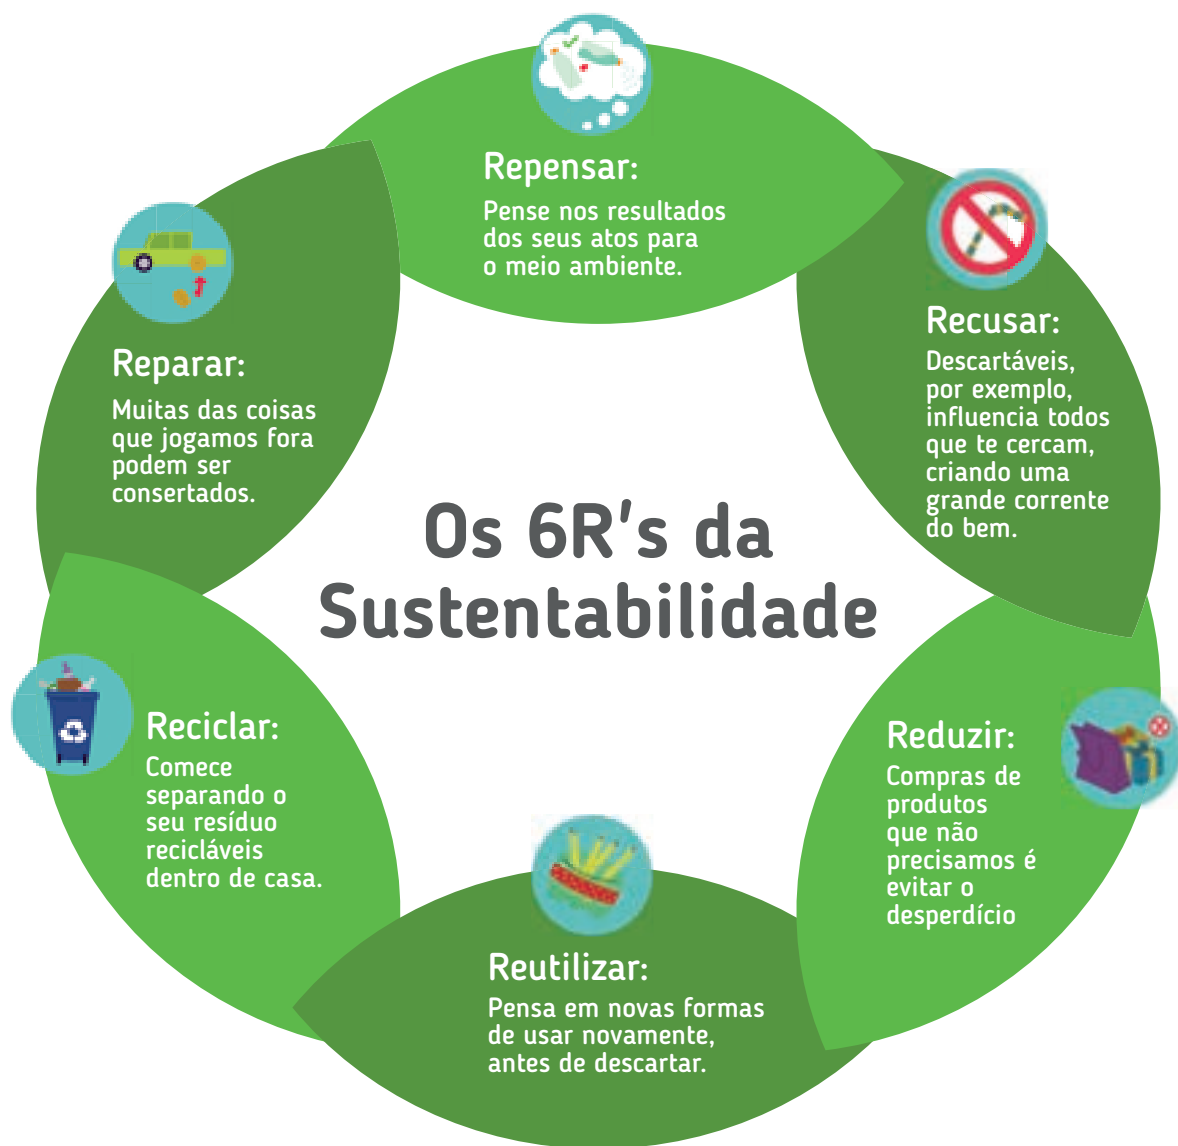 Repensar:
Pense nos resultados
dos seus atos para
o meio ambiente.
Recusar:
Descartáveis,
por exemplo,
influencia todos
que te cercam,
criando uma
grande corrente
do bem.
Reduzir:
Compras de
produtos
que não
precisamos é
evitar o
desperdício
Reutilizar:
Pensa em novas formas
de usar novamente,
antes de descartar.
Reciclar:
Comece
separando o
seu resíduo
recicláveis
dentro de casa.
Reparar:
Muitas das coisas
que jogamos fora
podem ser
consertados.
Os 6R's da
Sustentabilidade